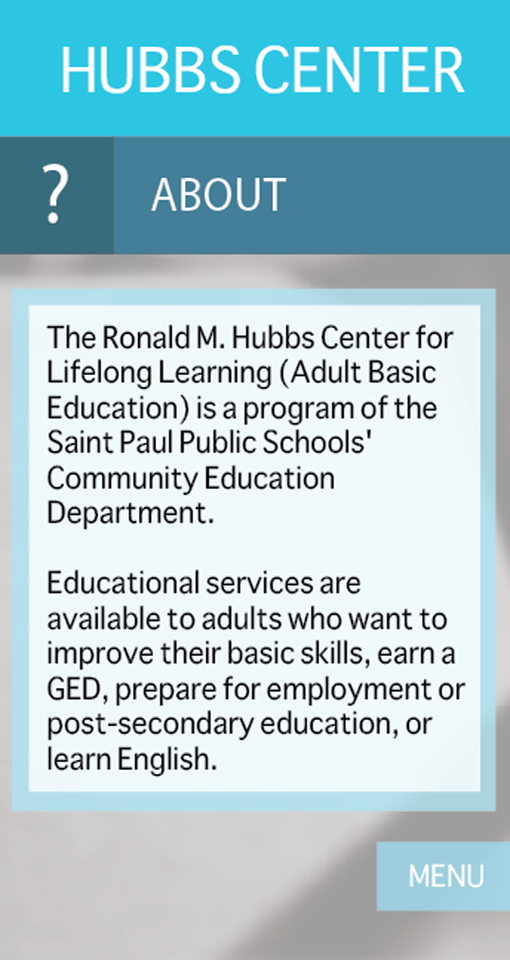 HUBBS CENTER
?
ABOUT
The Ronald M. Hubbs Center for
Lifelong Learning (Adult Basic
Education) is a program of the
Saint Paul Public Schools'
Community Education
Department.
Educational services are
available to adults who want to
improve their basic skills, earn a
GED, prepare for employment or
post-secondary education, or
learn English.
MENU